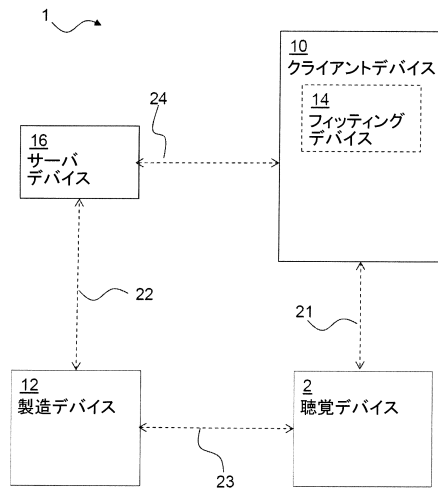 1
10
クライアントデバイス
14
フィッティング
デバイス
24
16
サーバ
デバイス
22
21
12
製造デバイス
2
聴覚デバイス
23